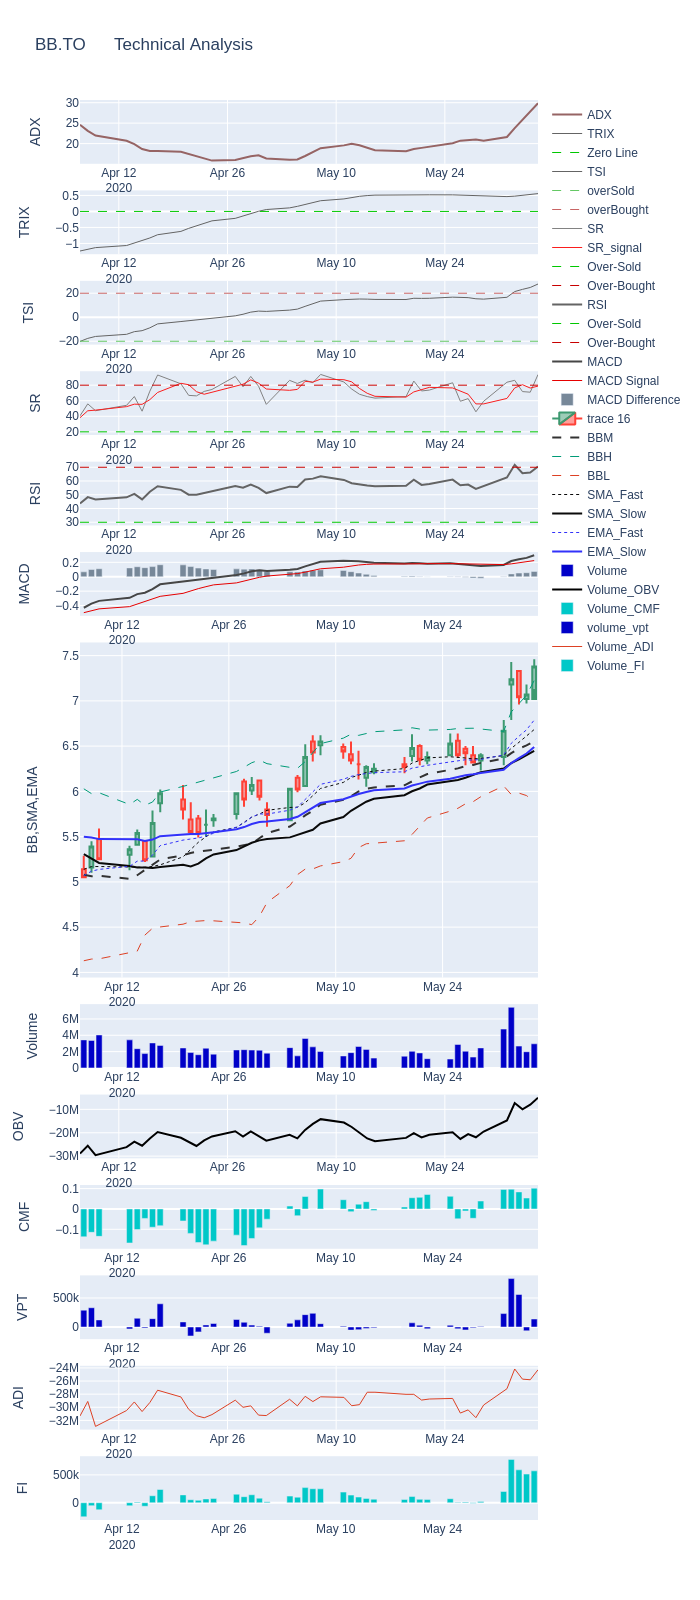 BB.TO Technical Analysis
ADX
30
25
20
Apr 12
2020
Apr 26
May 10
May 24
TRIX
0.5
0
−0.5
−1
Apr 12
2020
Apr 26
May 10
May 24
TSI
20
0
−20
Apr 12
2020
Apr 26
May 10
May 24
SR
80
60
40
20
Apr 12
2020
Apr 26
May 10
May 24
RSI
70
60
50
40
30
Apr 12
2020
Apr 26
May 10
May 24
MACD
0.2
0
−0.2
−0.4
Apr 12
2020
Apr 26
May 10
May 24
BB,SMA,EMA
7.5
7
6.5
6
5.5
5
4.5
4
Apr 12
2020
Apr 26
May 10
May 24
Volume
6M
4M
2M
0
Apr 12
2020
Apr 26
May 10
May 24
OBV
−10M
−20M
−30M
Apr 12
2020
Apr 26
May 10
May 24
CMF
0.1
0
−0.1
Apr 12
2020
Apr 26
May 10
May 24
VPT
500k
0
Apr 12
2020
Apr 26
May 10
May 24
ADI
−24M
−26M
−28M
−30M
−32M
Apr 12
2020
Apr 26
May 10
May 24
FI
500k
0
Apr 12
2020
Apr 26
May 10
May 24
ADX
TRIX
Zero Line
TSI
overSold
overBought
SR
SR_signal
Over-Sold
Over-Bought
RSI
Over-Sold
Over-Bought
MACD
MACD Signal
MACD Difference
trace 16
BBM
BBH
BBL
SMA_Fast
SMA_Slow
EMA_Fast
EMA_Slow
Volume
Volume_OBV
Volume_CMF
volume_vpt
Volume_ADI
Volume_FI